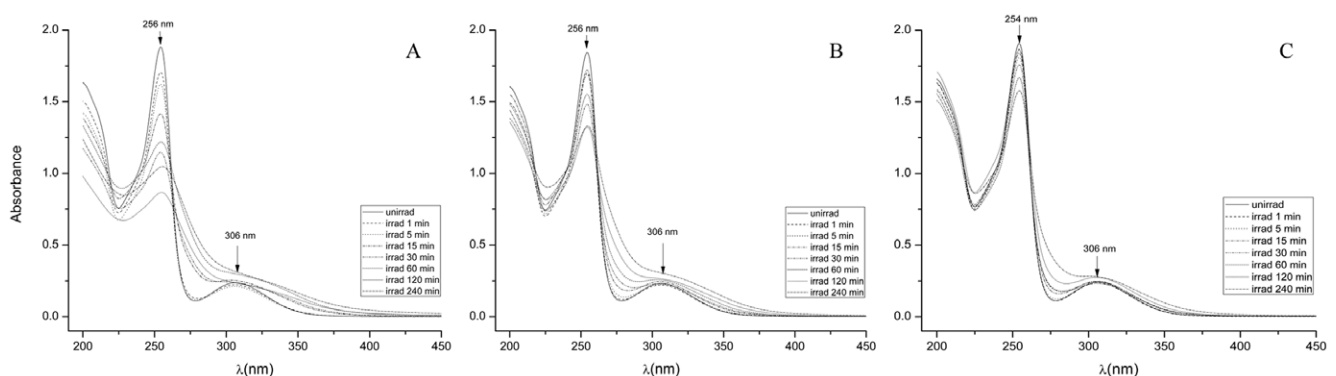 256 nm
A
2.0
1.5
1.0
0.5
0.0
Absorbance
306 nm
unirrad
irrad 1 min
irrad 5 min
irrad 15 min
irrad 30 min
irrad 60 min
irrad 120 min
irrad 240 min
200 250 300 350 400 450
λ(nm)
256 nm
B
2.0
1.5
1.0
0.5
0.0
306 nm
unirrad
irrad 1 min
irrad 5 min
irrad 15 min
irrad 30 min
irrad 60 min
irrad 120 min
irrad 240 min
200 250 300 350 400 450
λ(nm)
254 nm
C
2.0
1.5
1.0
0.5
0.0
306 nm
unirrad
irrad 1 min
irrad 5 min
irrad 15 min
irrad 30 min
irrad 60 min
irrad 120 min
irrad 240 min
200 250 300 350 400 450
λ(nm)